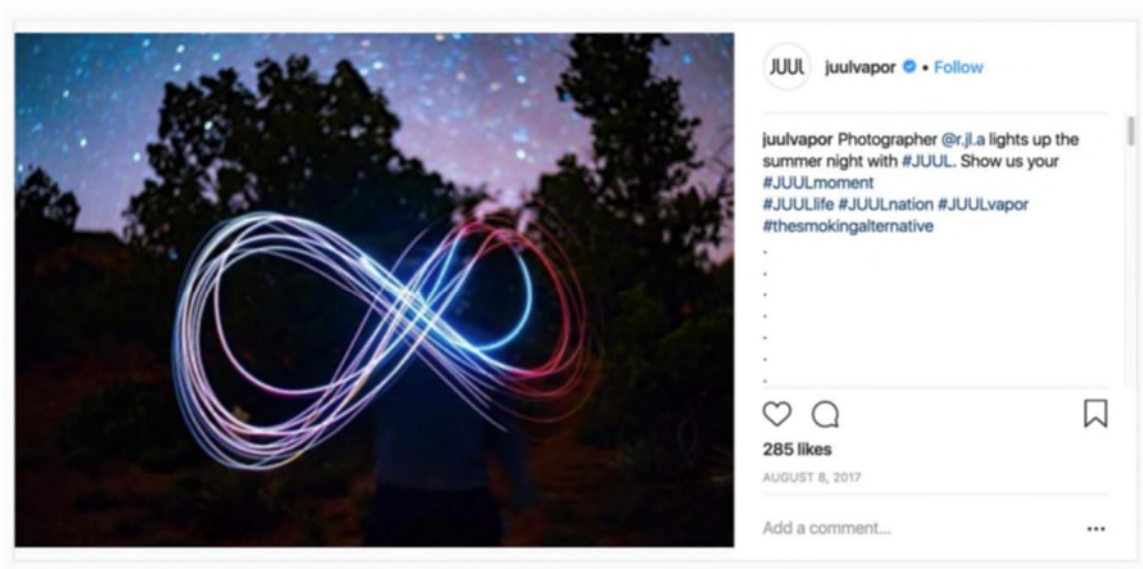 JUUL
juulvapor • Follow
juulvapor Photographer @r.jl.a lights up the
summer night with #JUUL. Show us your
#JUULmoment
#JUULlife #JUULnation #JUULvapor
#thesmokingalternative
.
.
.
.
.
.
.
285 likes
AUGUST 8, 2017
Add a comment...